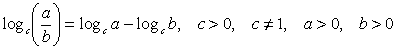 log_c(a/b) = log_c a − log_c b,   c > 0,   c ≠ 1,   a > 0,   b > 0